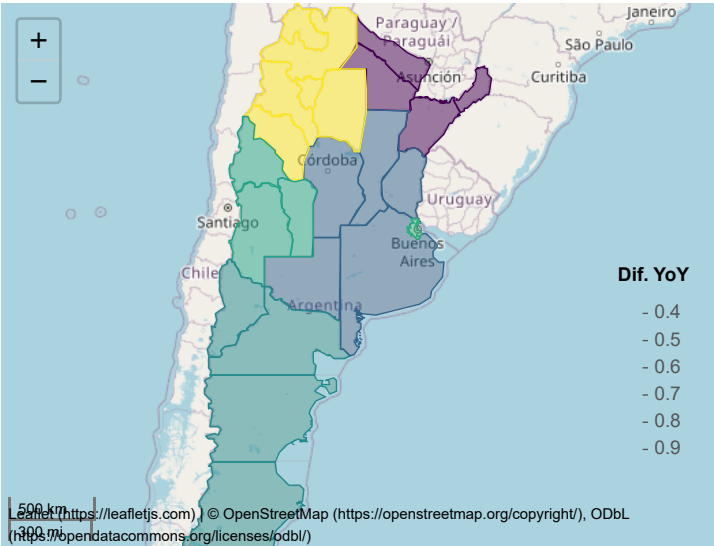 Janeiro
Paraguay /
Paraguái
São Paulo
+
Asunción
Curitiba
−
Córdoba
Uruguay
Santiago
Buenos
Aires
Chile
Dif. YoY
Argentina
- 0.4
- 0.5
- 0.6
- 0.7
- 0.8
- 0.9
500 km
Leaflet (https://leafletjs.com) | © OpenStreetMap (https://openstreetmap.org/copyright/), ODbL
300 mi
(https://opendatacommons.org/licenses/odbl/)